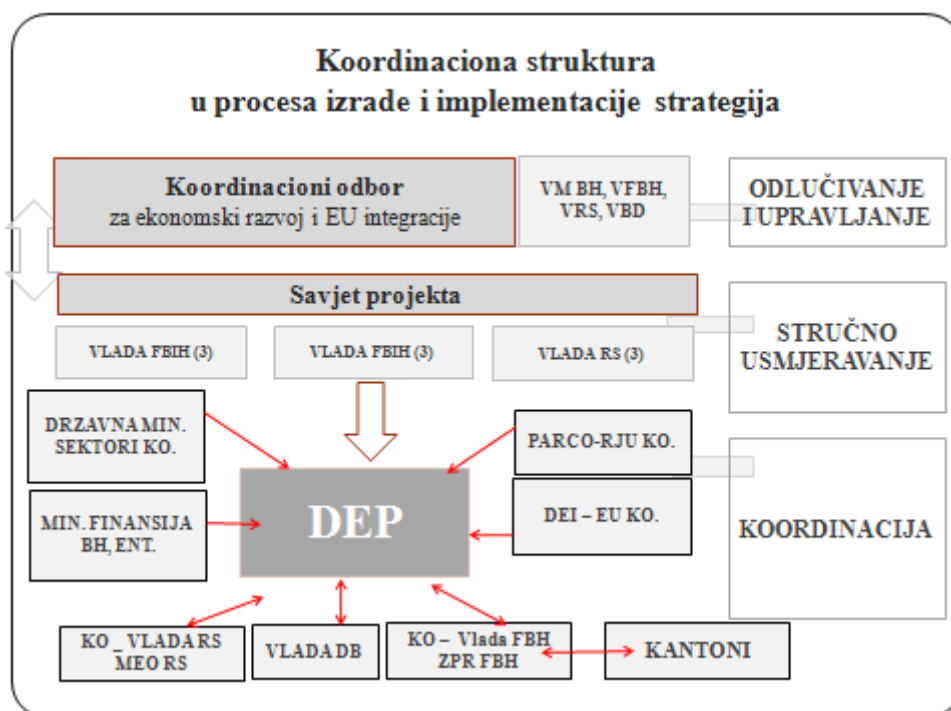 Koordinaciona struktura
u procesa izrade i implementacije strategija
Koordinacioni odbor
za ekonomski razvoj i EU integracije
VM BH, VFBH,
VRS, VBD
ODLUČIVANJE
I UPRAVLJANJE
Savjet projekta
VLADA FBIH (3)
VLADA FBIH (3)
VLADA RS (3)
STRUČNO
USMJERAVANJE
DRZAVNA MIN.
SEKTORI KO.
PARCO-RJU KO.
MIN. FINANSIJA
BH, ENT.
DEP
DEI – EU KO.
KOORDINACIJA
KO _ VLADA RS
MEO RS
VLADA DB
KO – Vlada FBH
ZPR FBH
KANTONI